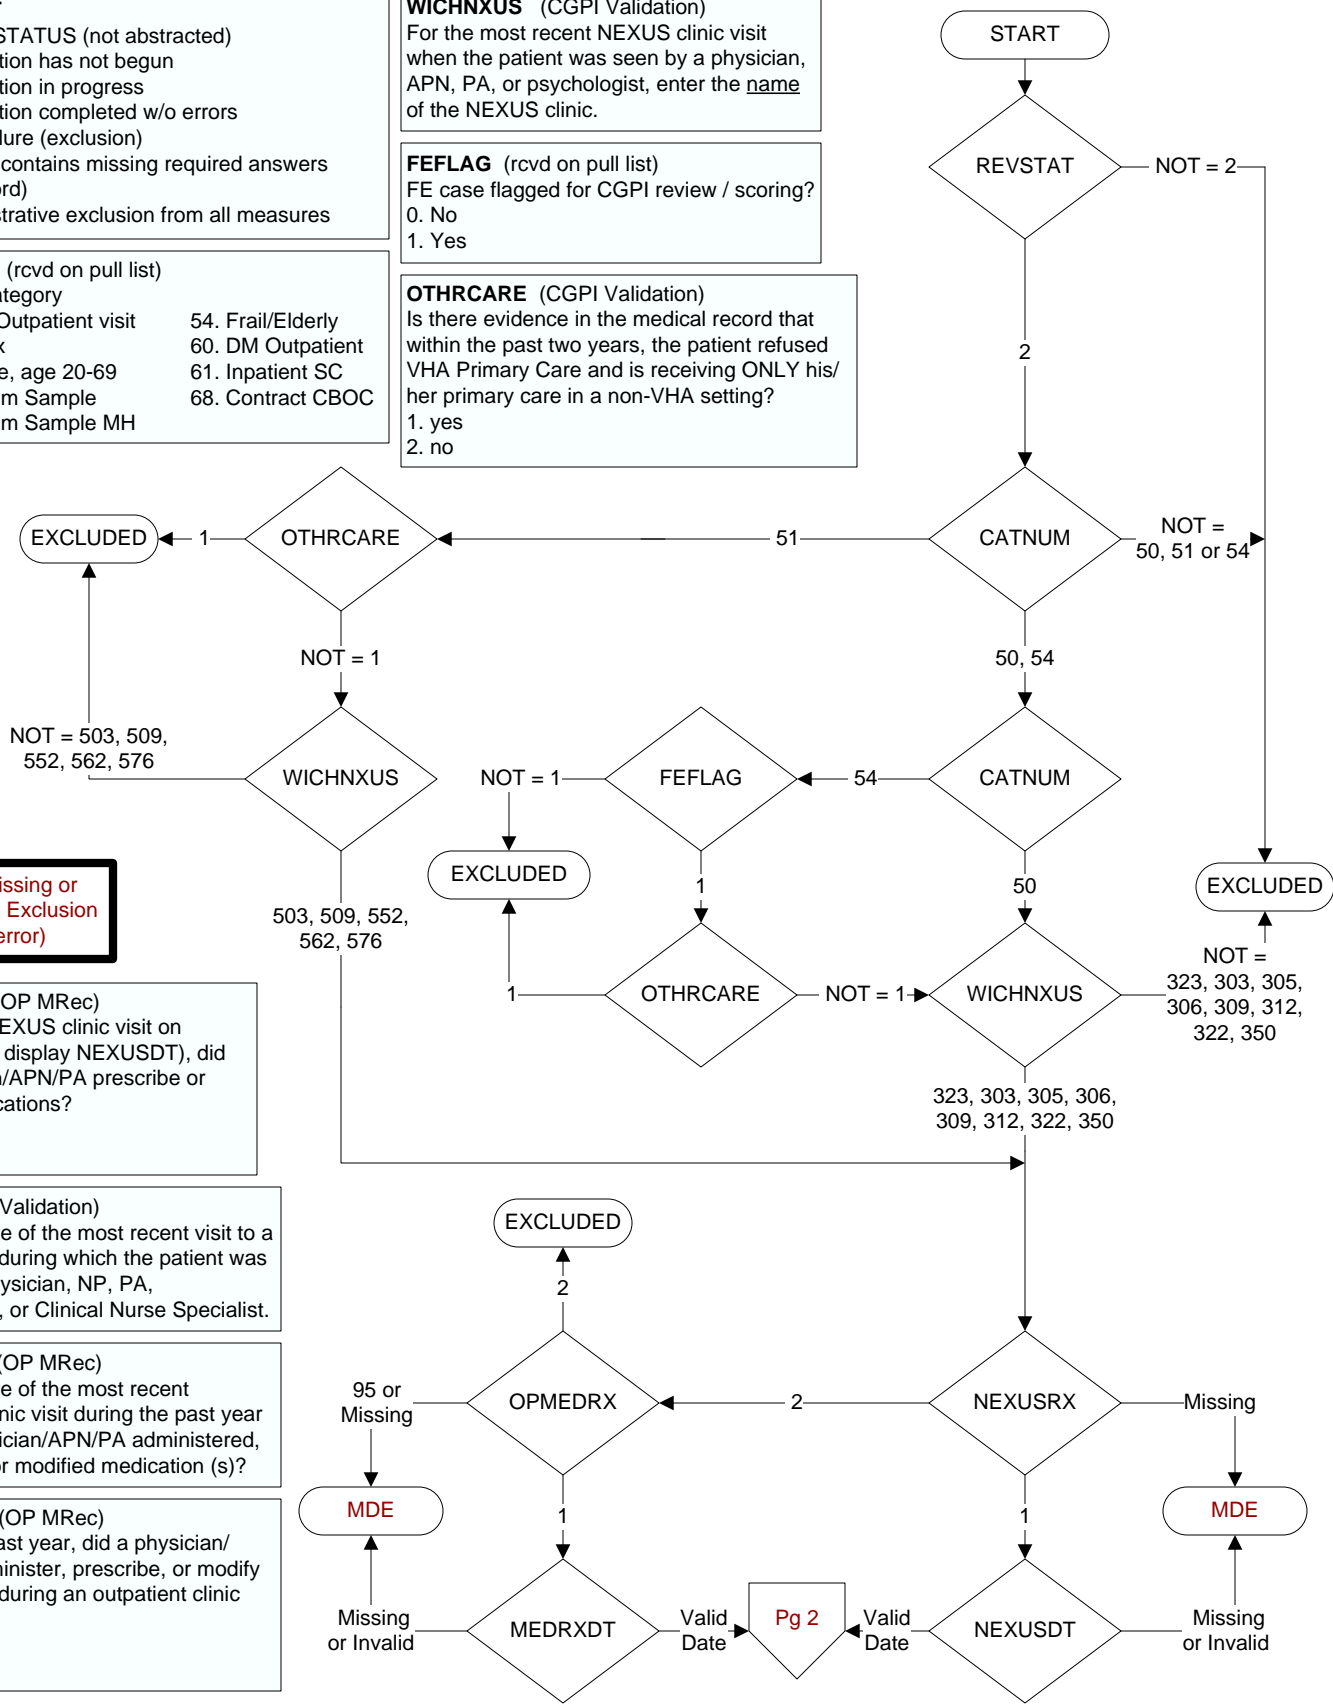 STATUS (not abstracted)
tion has not begun
tion in progress
tion completed w/o errors
lure (exclusion)
contains missing required answers
ord)
strative exclusion from all measures
(rcvd on pull list)
ategory
Outpatient visit
54. Frail/Elderly
x
60. DM Outpatient
e, age 20-69
61. Inpatient SC
m Sample
68. Contract CBOC
m Sample MH
WICHNXUS (CGPI Validation)
For the most recent NEXUS clinic visit
when the patient was seen by a physician,
APN, PA, or psychologist, enter the name
of the NEXUS clinic.
FEFLAG (rcvd on pull list)
FE case flagged for CGPI review / scoring?
0. No
1. Yes
OTHRCARE (CGPI Validation)
Is there evidence in the medical record that
within the past two years, the patient refused
VHA Primary Care and is receiving ONLY his/
her primary care in a non-VHA setting?
1. yes
2. no
START
REVSTAT
NOT = 2
2
EXCLUDED
1
OTHRCARE
51
CATNUM
NOT =
50, 51 or 54
NOT = 1
50, 54
NOT = 503, 509,
552, 562, 576
WICHNXUS
NOT = 1
FEFLAG
54
CATNUM
EXCLUDED
1
50
EXCLUDED
503, 509, 552,
562, 576
1
OTHRCARE
NOT = 1
WICHNXUS
NOT =
323, 303, 305,
306, 309, 312,
322, 350
323, 303, 305, 306,
309, 312, 322, 350
issing or
Exclusion
error)
OP MRec)
EXUS clinic visit on
display NEXUSDT), did
n/APN/PA prescribe or
cations?
Validation)
e of the most recent visit to a
during which the patient was
ysician, NP, PA,
, or Clinical Nurse Specialist.
(OP MRec)
e of the most recent
nic visit during the past year
ician/APN/PA administered,
or modified medication (s)?
(OP MRec)
ast year, did a physician/
minister, prescribe, or modify
during an outpatient clinic
EXCLUDED
2
95 or
Missing
OPMEDRX
2
NEXUSRX
Missing
MDE
1
1
MDE
Missing
or Invalid
MEDRXDT
Valid
Date
Pg 2
Valid
Date
NEXUSDT
Missing
or Invalid